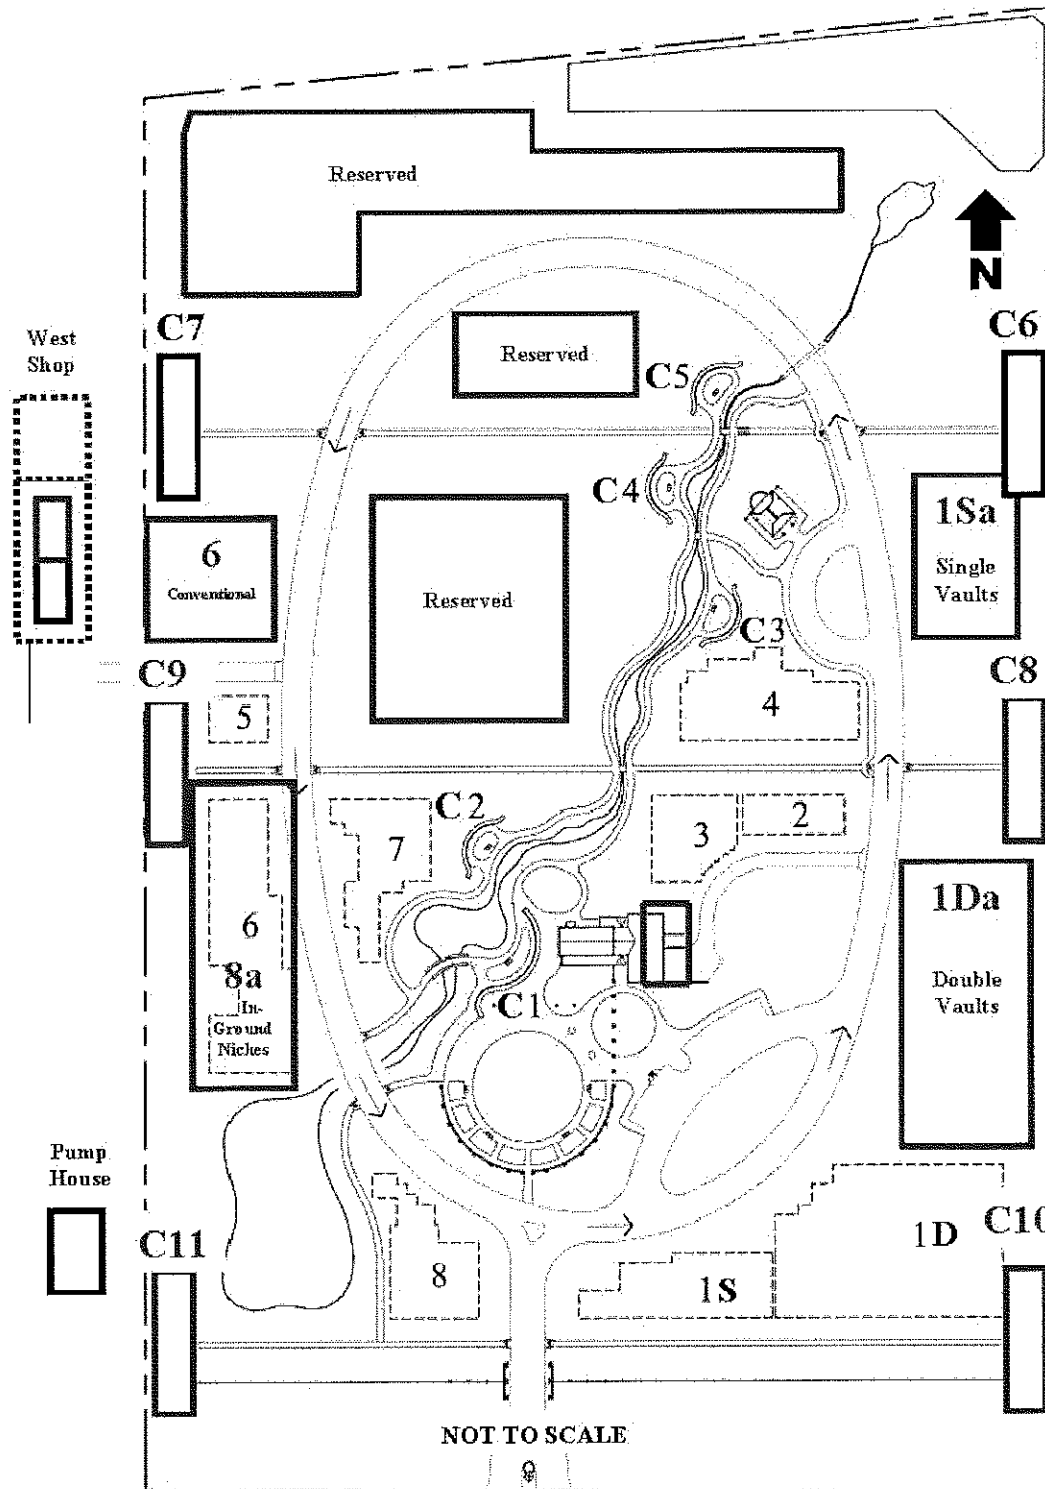 Reserved
N
C7
C6
West
Shop
Reserved
C5
C4
1Sa
Single
Vaults
6
Conventional
Reserved
C3
C9
C8
5
4
C2
7
3
2
1Da
Double
Vaults
6
8a
In-
Ground
Niches
C1
Pump
House
C11
8
1S
1D
C10
NOT TO SCALE